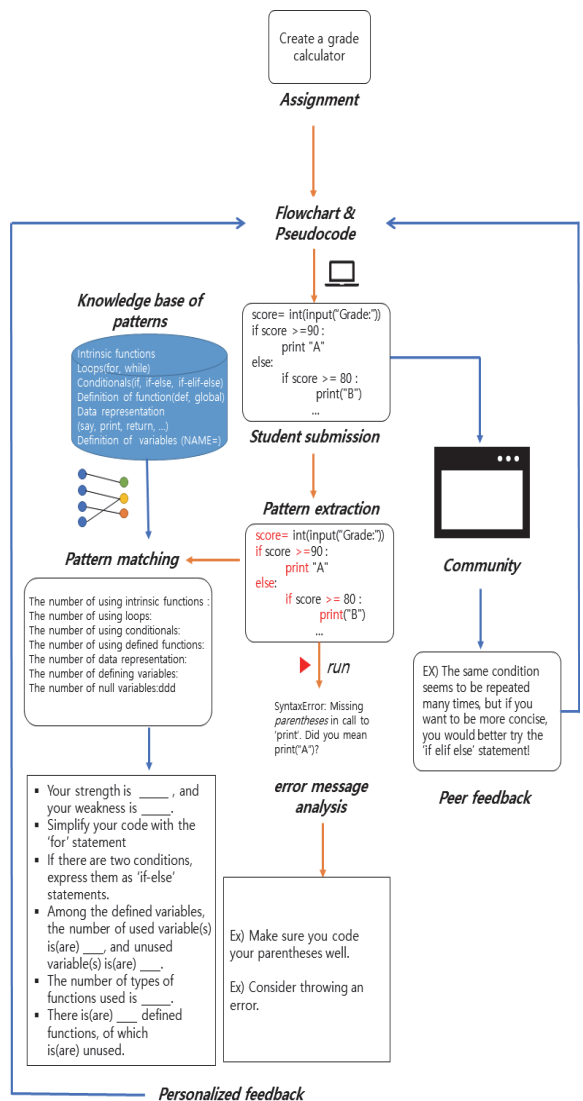 Create a grade
calculator
Assignment
Flowchart &
Pseudocode
Knowledge base of
patterns
Intrinsic functions
Loops(for, while)
Conditionals(if, if-else, if-elif-else)
Definition of function(def, global)
Data representation
(say, print, return, ...)
Definition of variables (NAME=)
score= int(input("Grade:"))
if score >=90 :
print "A"
else:
if score >= 80 :
print("B")
...
Student submission
Pattern extraction
score= int(input("Grade:"))
if score >=90 :
print "A"
else:
if score >= 80 :
print("B")
...
Pattern matching
The number of using intrinsic functions :
The number of using loops:
The number of using conditionals:
The number of using defined functions:
The number of data representation:
The number of defining variables:
The number of null variables:ddd
run
SyntaxError: Missing
parentheses in call to
'print'. Did you mean
print("A")?
error message
analysis
Community
EX) The same condition
seems to be repeated
many times, but if you
want to be more concise,
you would better try the
'if elif else' statement!
Peer feedback
▪ Your strength is ____ , and
your weakness is ____.
▪ Simplify your code with the
'for' statement
▪ If there are two conditions,
express them as 'if-else'
statements.
▪ Among the defined variables,
the number of used variable(s)
is(are) ___, and unused
variable(s) is(are) ___.
▪ The number of types of
functions used is ____.
▪ There is(are) ___ defined
functions, of which
is(are) unused.
Ex) Make sure you code
your parentheses well.
Ex) Consider throwing an
error.
Personalized feedback